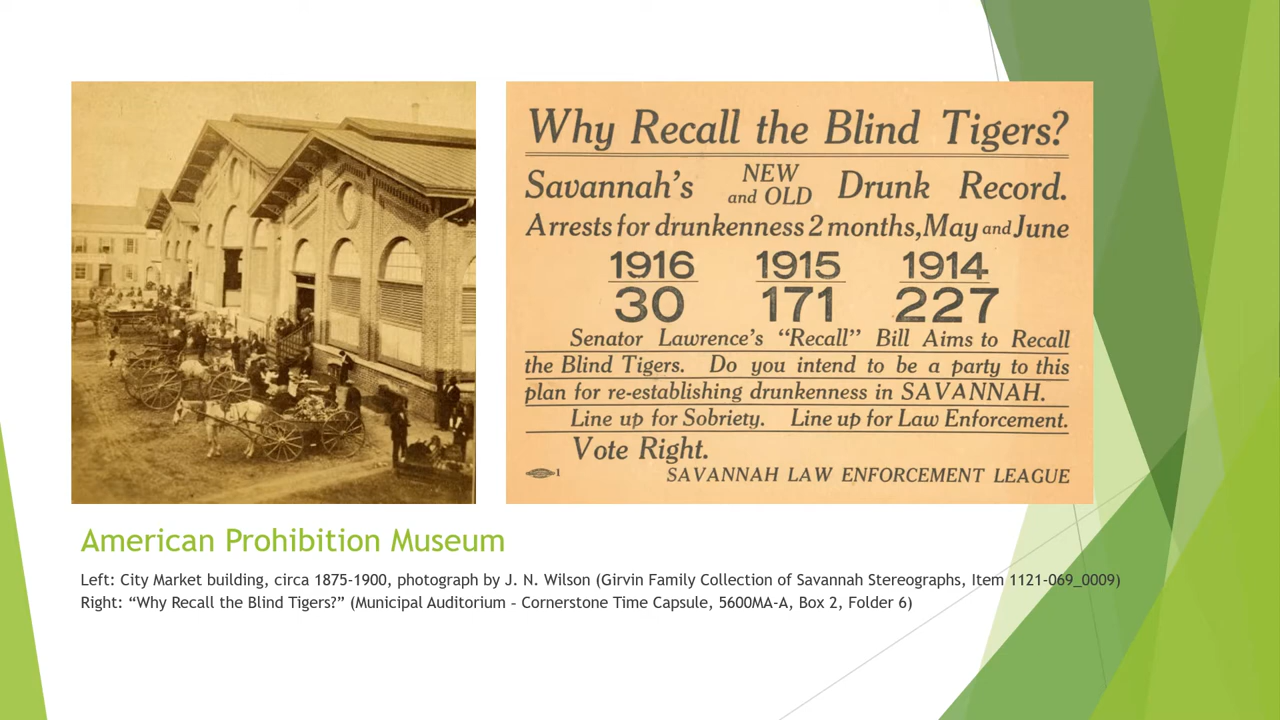 Why Recall the Blind Tigers?
Savannah's NEW and OLD Drunk Record.
Arrests for drunkenness 2 months, May and June
1916 1915 1914
30 171 227
Senator Lawrence's "Recall" Bill Aims to Recall
the Blind Tigers. Do you intend to be a party to this
plan for re-establishing drunkenness in SAVANNAH.
Line up for Sobriety. Line up for Law Enforcement.
Vote Right.
1
SAVANNAH LAW ENFORCEMENT LEAGUE
American Prohibition Museum
Left: City Market building, circa 1875-1900, photograph by J. N. Wilson (Girvin Family Collection of Savannah Stereographs, Item 1121-069_0009)
Right: “Why Recall the Blind Tigers?” (Municipal Auditorium - Cornerstone Time Capsule, 5600MA-A, Box 2, Folder 6)